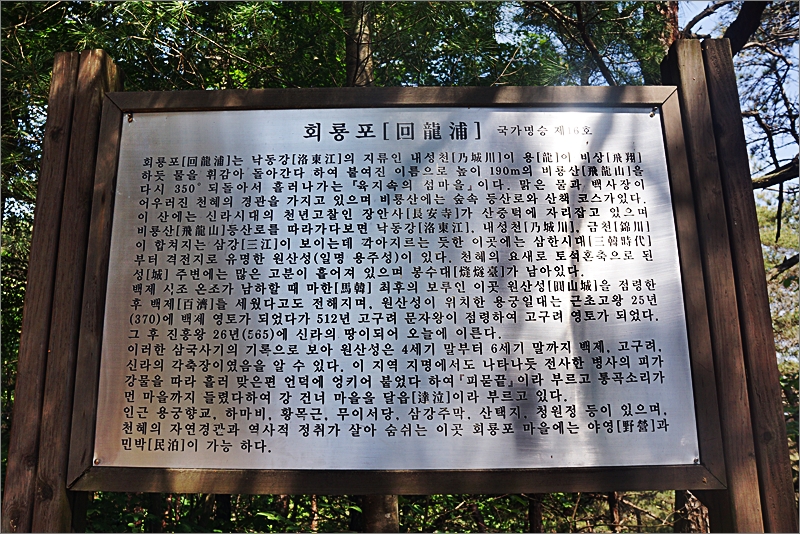 회룡포[回龍浦] 국가명승 제16호
회룡포[回龍浦]는 낙동강[洛東江]의 지류인 내성천[乃城川]이 용[龍]이 비상[飛翔]
하듯 물을 휘감아 돌아간다 하여 붙여진 이름으로 높이 190m의 비룡산[飛龍山]을
다시 350° 되돌아서 흘러나가는 『육지속의 섬마을』이다. 맑은 물과 백사장이
어우러진 천혜의 경관을 가지고 있으며 비룡산에는 숲속 등산로와 산책 코스가있다.
이 산에는 신라시대의 천년고찰인 장안사[長安寺]가 산중턱에 자리잡고 있으며
비룡산[飛龍山]등산로를 따라가다보면 낙동강[洛東江], 내성천[乃城川], 금천[錦川]
이 합쳐지는 삼강[三江]이 보이는데 각아지르는 듯한 이곳에는 삼한시대[三韓時代]
부터 격전지로 유명한 원산성(일명 용주성)이 있다. 천혜의 요새로 토석혼축으로 된
성[城] 주변에는 많은 고분이 흩어져 있으며 봉수대[烽燧臺]가 남아있다.
백제 식조 온조가 남하할 때 마한[馬韓] 최후의 보루인 이곳 원산성[圓山城]을 점령한
후 백제[百濟]를 세웠다고도 전해지며, 원산성이 위치한 용궁일대는 근초고왕 25년
(370)에 백제 영토가 되었다가 512년 고구려 문자왕이 점령하여 고구려 영토가 되었다.
그 후 진흥왕 26년(565)에 신라의 땅이되어 오늘에 이른다.
이러한 삼국사기의 기록으로 보아 원산성은 4세기 말부터 6세기 말까지 백제, 고구려,
신라의 각축장이였음을 알 수 있다. 이 지역 지명에서도 나타나듯 전사한 병사의 피가
강물을 따라 흘러 맞은편 언덕에 엉키어 붙었다 하여『피물끝』이라 부르고 통곡소리가
먼 마을까지 들렸다하여 강 건너 마을을 달읍[達泣]이라 부르고 있다.
인근 용궁향교, 하마비, 황목근, 무이서당, 삼강주막, 산택지, 청원정 등이 있으며,
천혜의 자연경관과 역사적 정취가 살아 숨쉬는 이곳 회룡포 마을에는 야영[野營]과
민박[民泊]이 가능 하다.